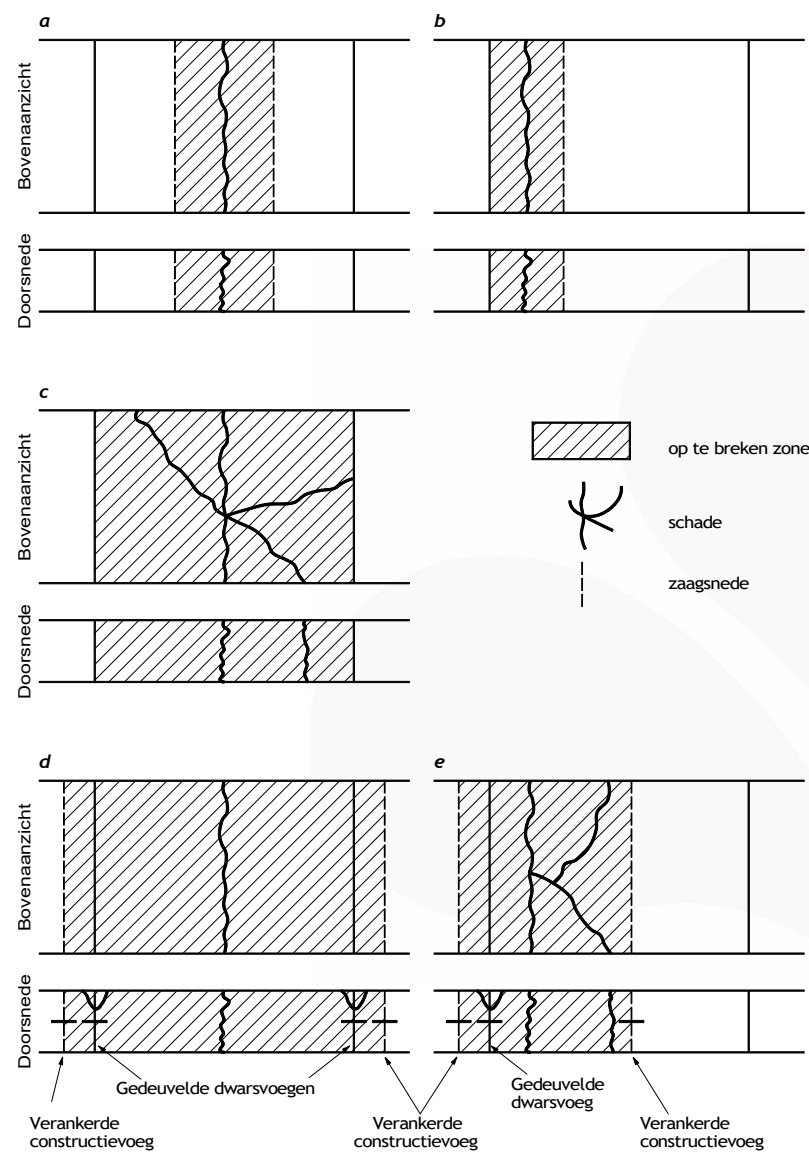 a
b
Bovenaanzicht
Doorsnede
c
Bovenaanzicht
Doorsnede
op te breken zone
schade
zaagsnede
d
e
Bovenaanzicht
Doorsnede
Gedeuvelde dwarsvoegen
Gedeuvelde
dwarsvoeg
Verankerde
constructievoeg
Verankerde
constructievoeg
Verankerde
constructievoeg